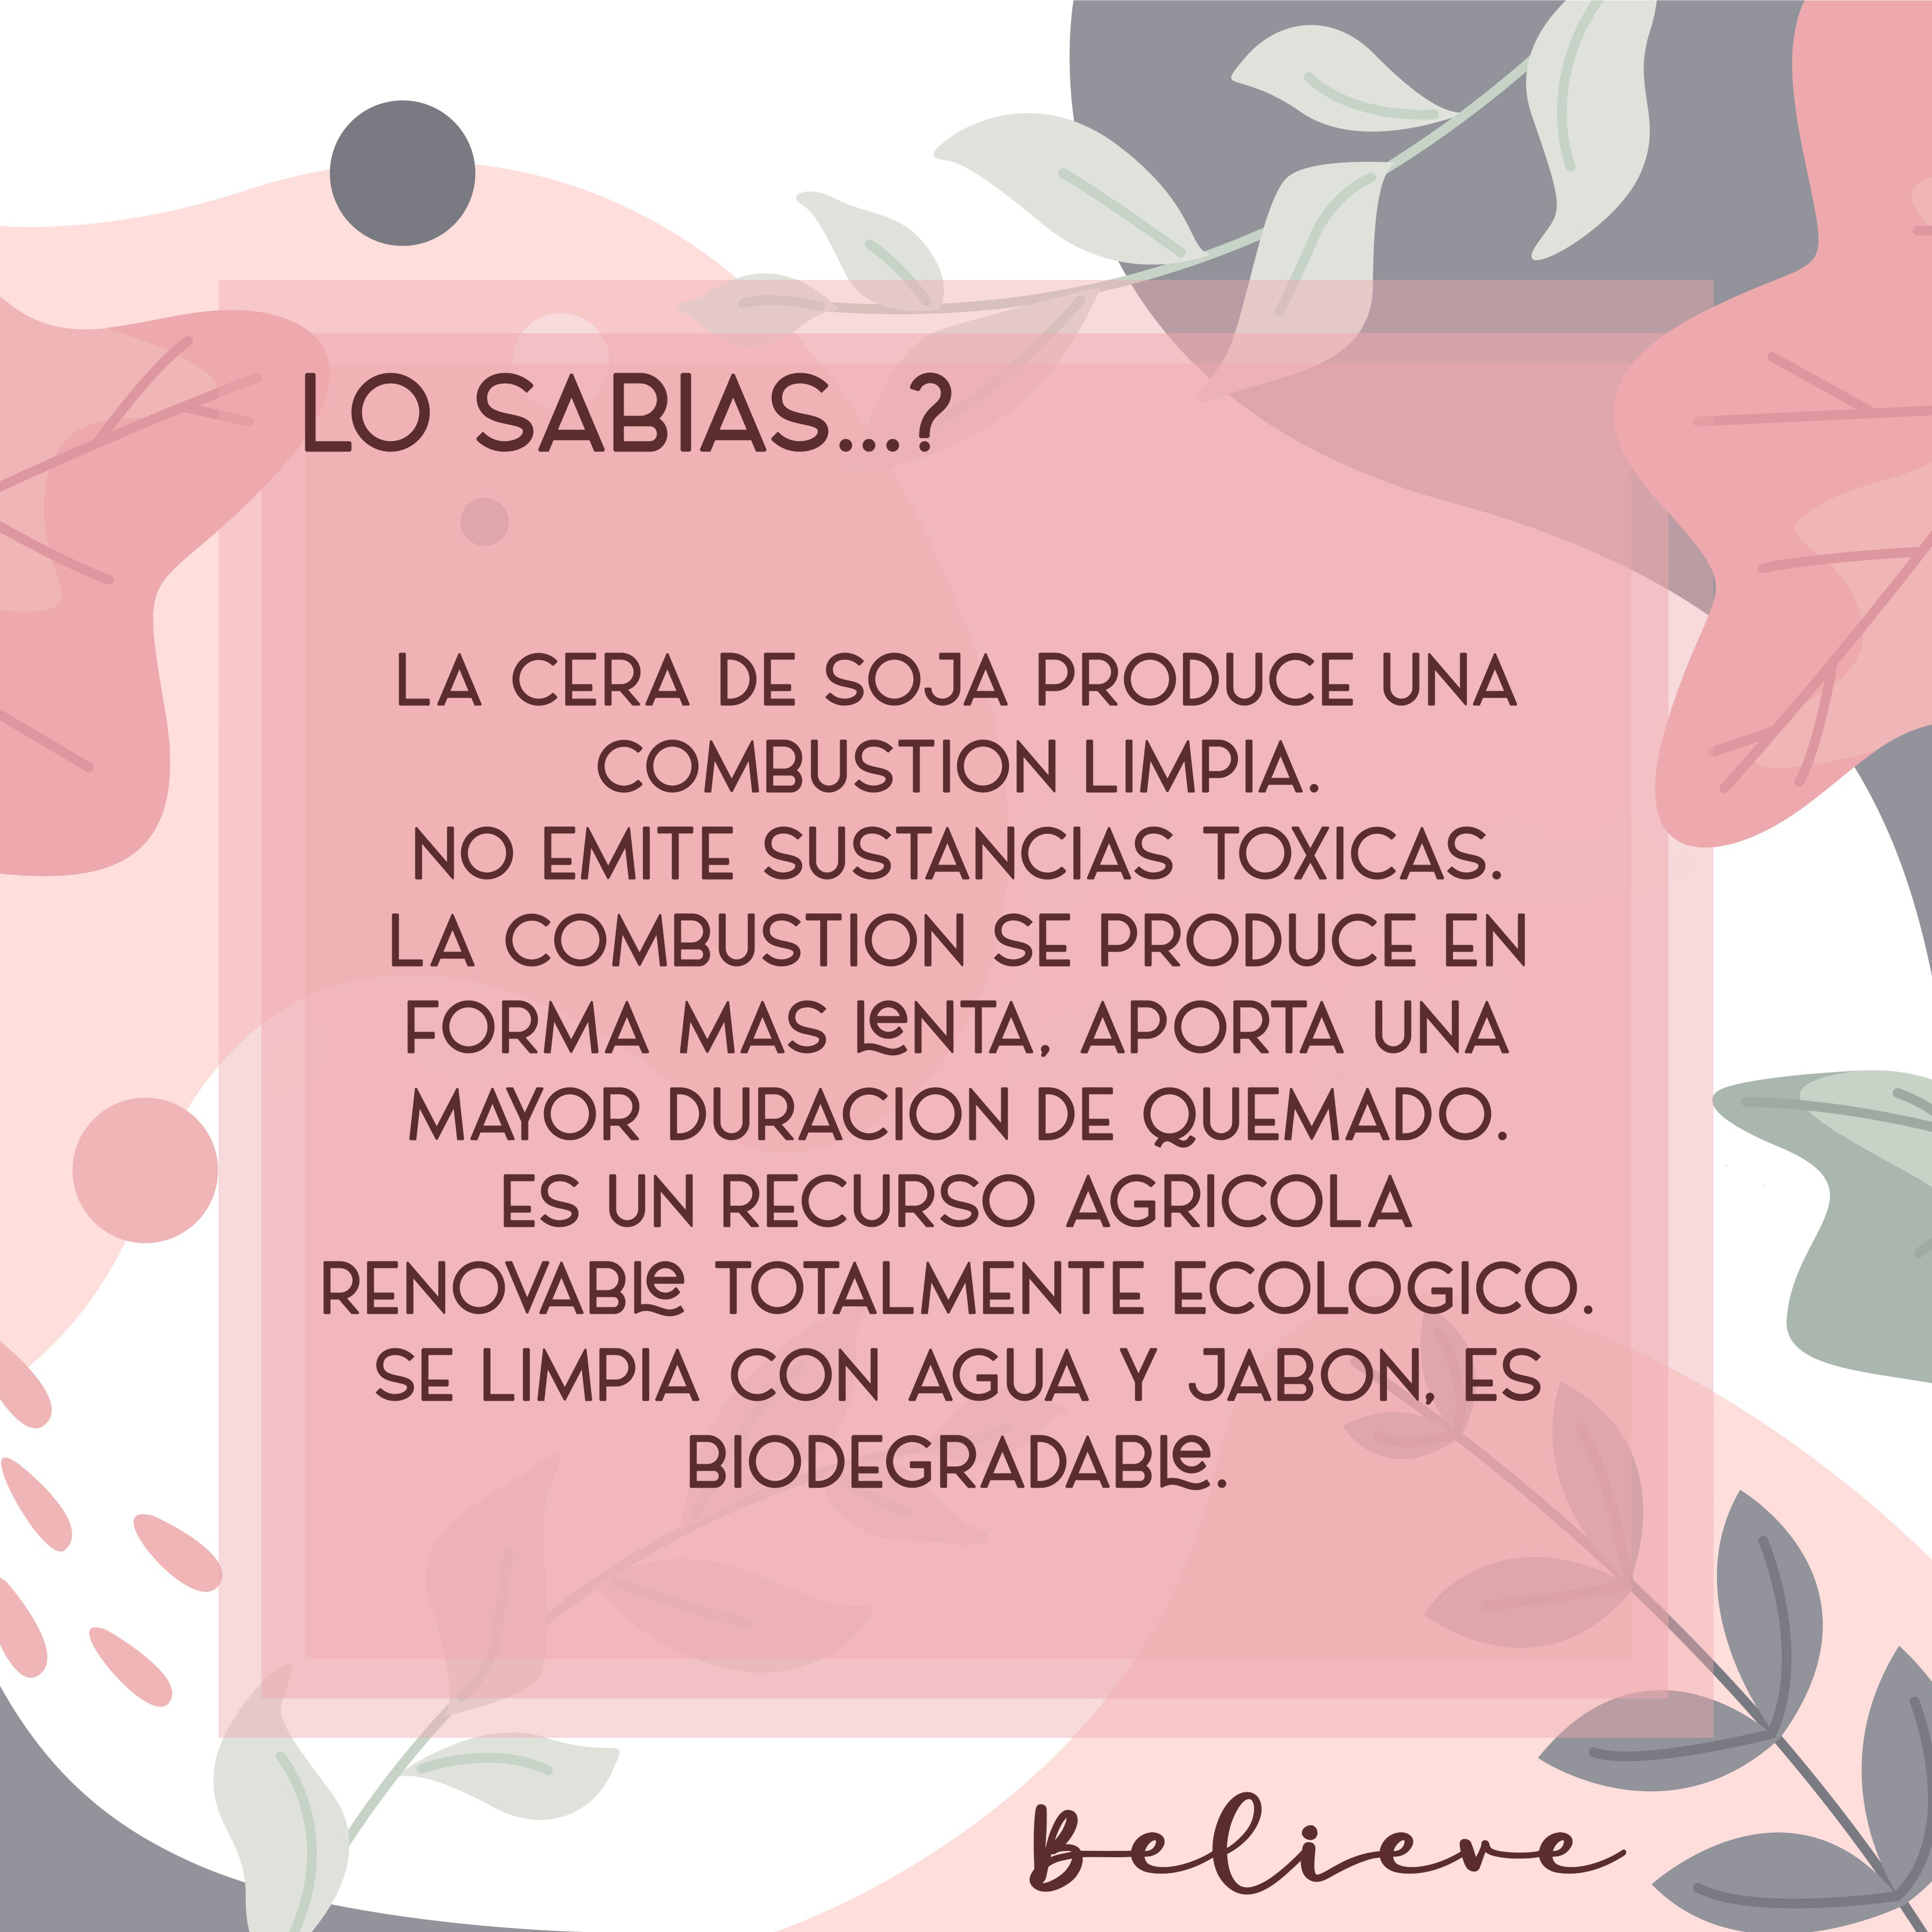 LO SABIAS...?
LA CERA DE SOJA PRODUCE UNA
COMBUSTION LIMPIA.
NO EMITE SUSTANCIAS TOXICAS.
LA COMBUSTION SE PRODUCE EN
FORMA MAS LENTA, APORTA UNA
MAYOR DURACION DE QUEMADO.
ES UN RECURSO AGRICOLA
RENOVABLE TOTALMENTE ECOLOGICO.
SE LIMPIA CON AGUA Y JABON, ES
BIODEGRADABLE.
Believe